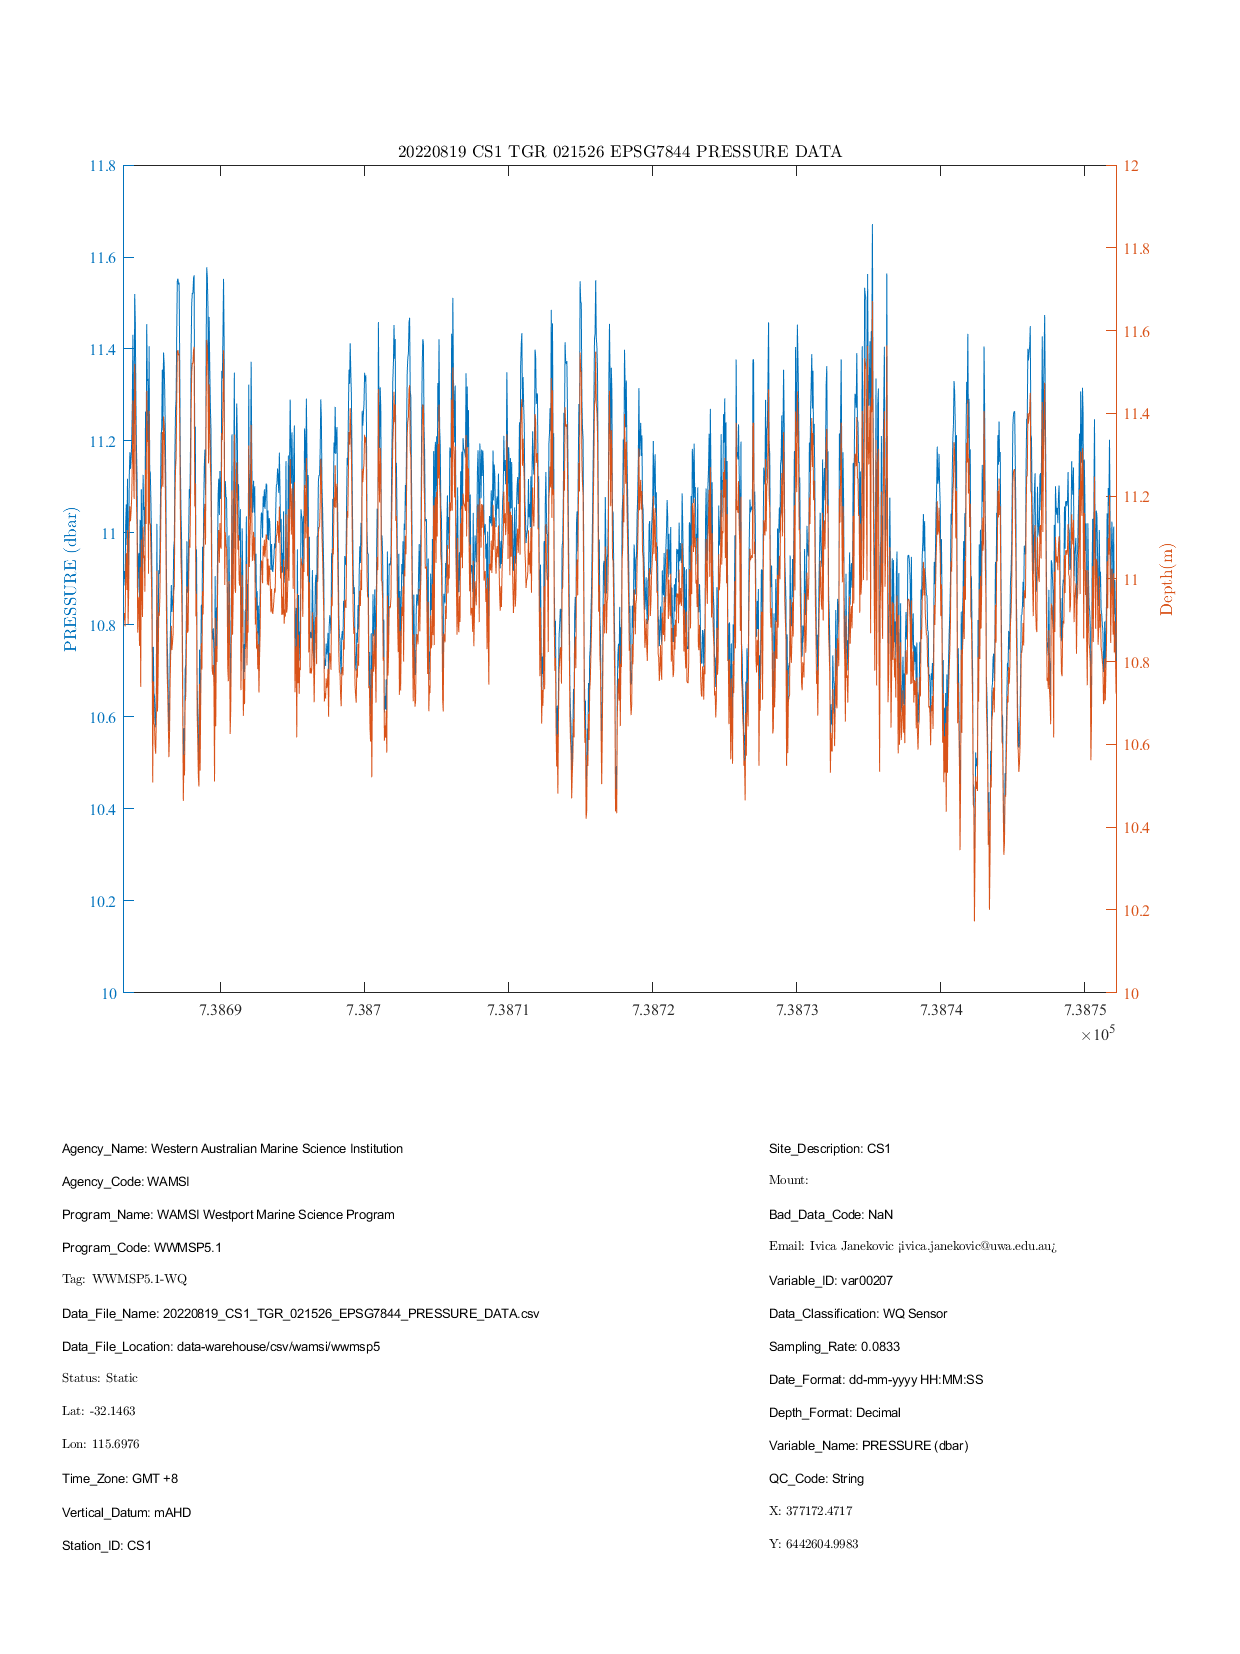 20220819 CS1 TGR 021526 EPSG7844 PRESSURE DATA
11.8
11.6
11.4
11.2
11
10.8
10.6
10.4
10.2
10
PRESSURE (dbar)
12
11.8
11.6
11.4
11.2
11
10.8
10.6
10.4
10.2
10
Depth(m)
7.3869 7.387 7.3871 7.3872 7.3873 7.3874 7.3875
×10^5
Agency_Name: Western Australian Marine Science Institution
Agency_Code: WAMSI
Program_Name: WAMSI Westport Marine Science Program
Program_Code: WWMSP5.1
Tag: WWMSP5.1-WQ
Data_File_Name: 20220819_CS1_TGR_021526_EPSG7844_PRESSURE_DATA.csv
Data_File_Location: data-warehouse/csv/wamsi/wwmsp5
Status: Static
Lat: -32.1463
Lon: 115.6976
Time_Zone: GMT +8
Vertical_Datum: mAHD
Station_ID: CS1
Site_Description: CS1
Mount:
Bad_Data_Code: NaN
Email: Ivica Janekovic ¡ivica.janekovic@uwa.edu.au¿
Variable_ID: var00207
Data_Classification: WQ Sensor
Sampling_Rate: 0.0833
Date_Format: dd-mm-yyyy HH:MM:SS
Depth_Format: Decimal
Variable_Name: PRESSURE (dbar)
QC_Code: String
X: 377172.4717
Y: 6442604.9983